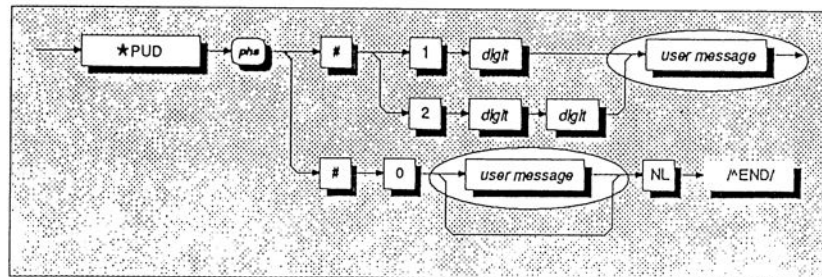 ★PUD phs # 1 digit user message
2 digit digit
# 0 user message NL /^END/